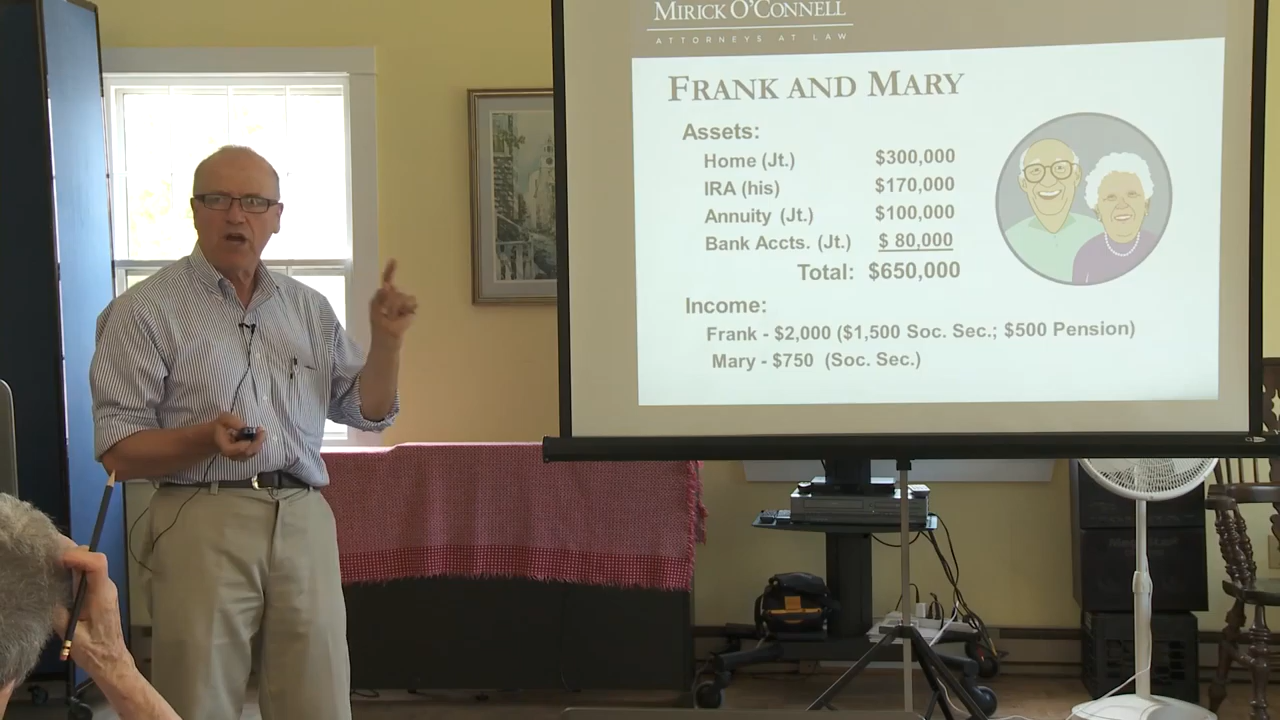 MIRICK O'CONNELL
ATTORNEYS AT LAW
FRANK AND MARY
Assets:
Home (Jt.) $300,000
IRA (his) $170,000
Annuity (Jt.) $100,000
Bank Accts. (Jt.) $ 80,000
Total: $650,000
Income:
Frank - $2,000 ($1,500 Soc. Sec.; $500 Pension)
Mary - $750 (Soc. Sec.)